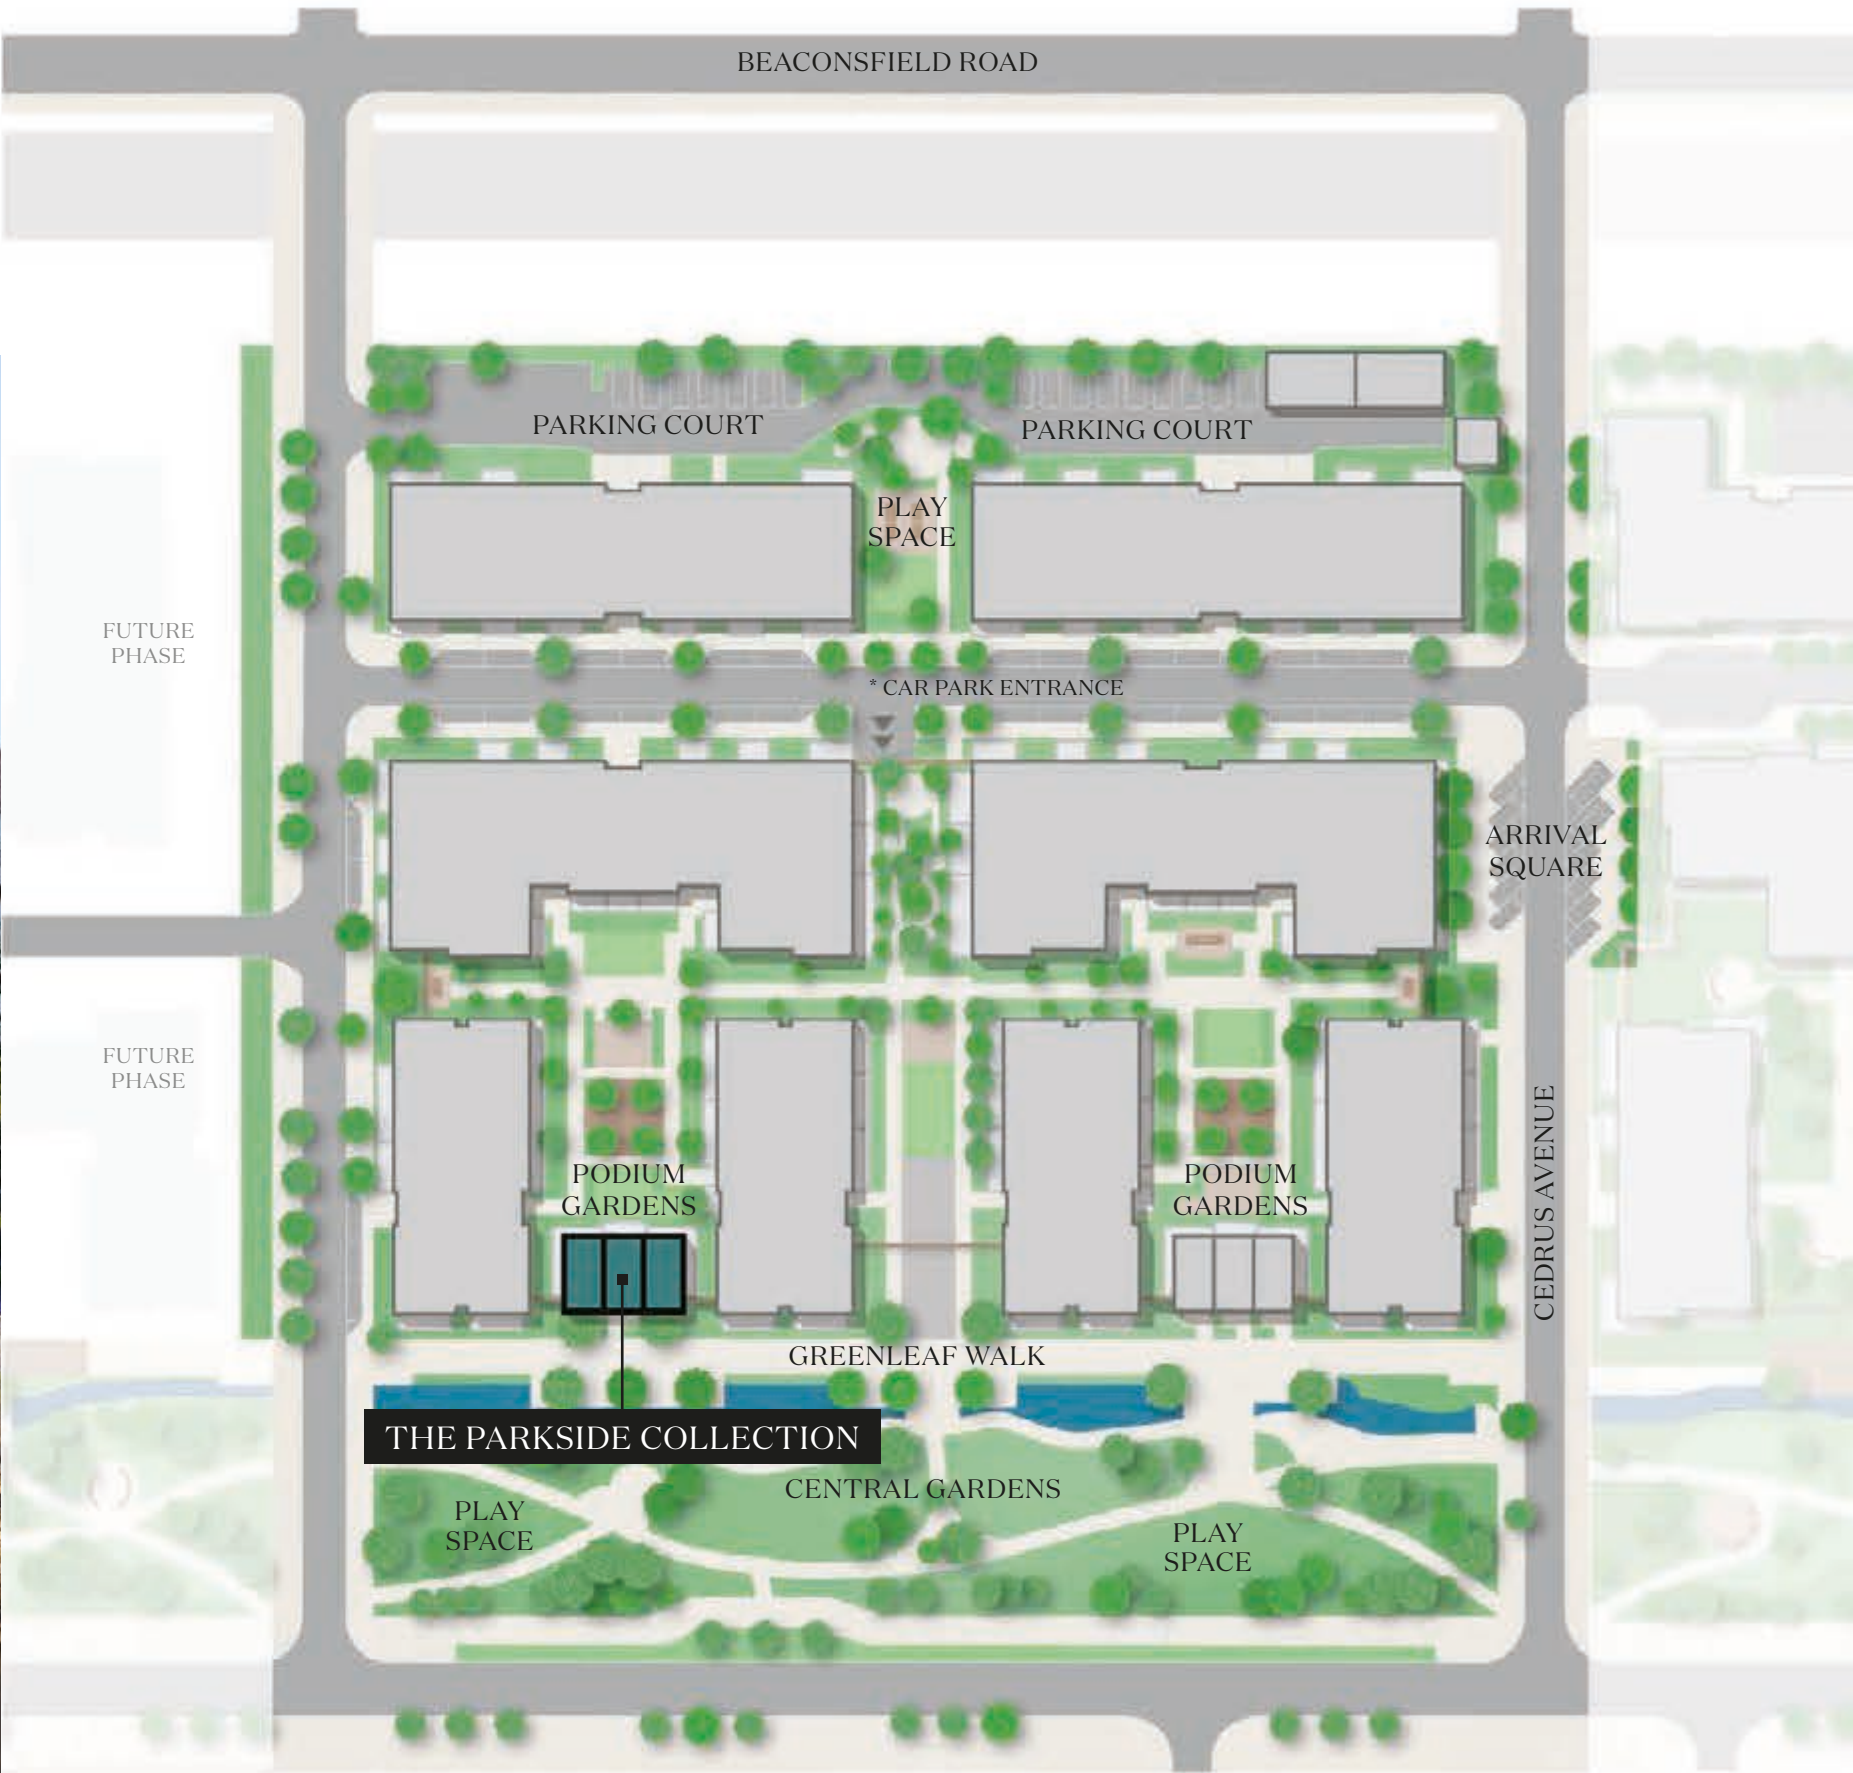 BEACONSFIELD ROAD
PARKING COURT
PARKING COURT
PLAY
SPACE
FUTURE
PHASE
* CAR PARK ENTRANCE
ARRIVAL
SQUARE
FUTURE
PHASE
PODIUM
GARDENS
PODIUM
GARDENS
CEDRUS AVENUE
GREENLEAF WALK
THE PARKSIDE COLLECTION
CENTRAL GARDENS
PLAY
SPACE
PLAY
SPACE